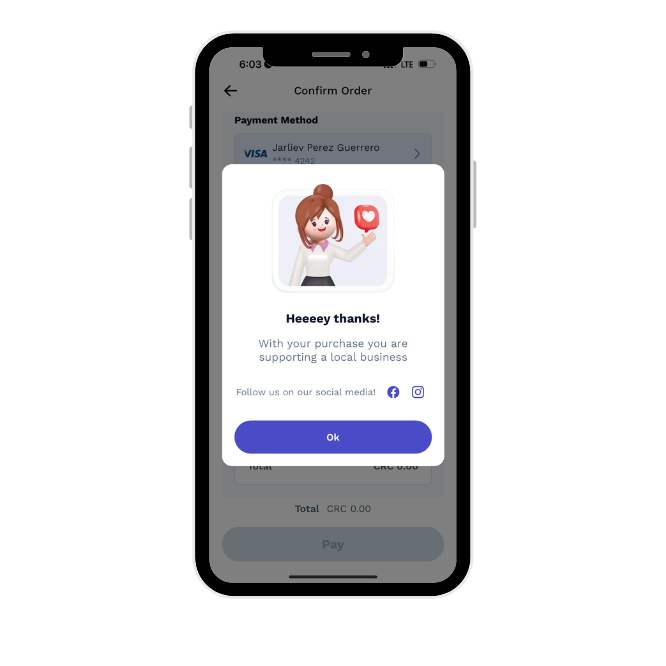 6:03
LTE
Confirm Order
Payment Method
VISA Jarliev Perez Guerrero
**** 4242
Heeeey thanks!
With your purchase you are
supporting a local business
Follow us on our social media!
Ok
Total CRC 0.00
Total CRC 0.00
Pay